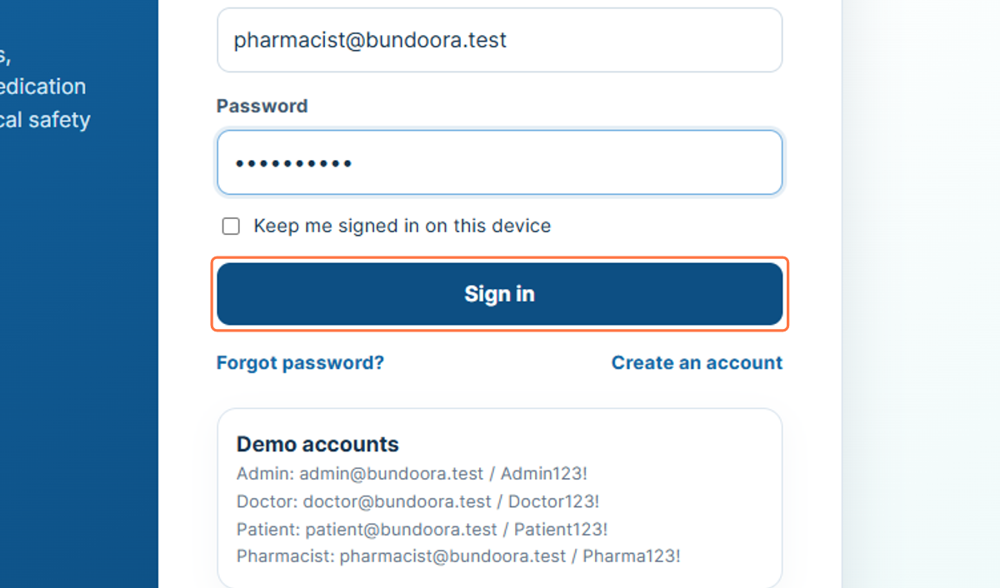 s,
edication
cal safety
pharmacist@bundoora.test
Password
••••••••••
Keep me signed in on this device
Sign in
Forgot password?
Create an account
Demo accounts
Admin: admin@bundoora.test / Admin123!
Doctor: doctor@bundoora.test / Doctor123!
Patient: patient@bundoora.test / Patient123!
Pharmacist: pharmacist@bundoora.test / Pharma123!